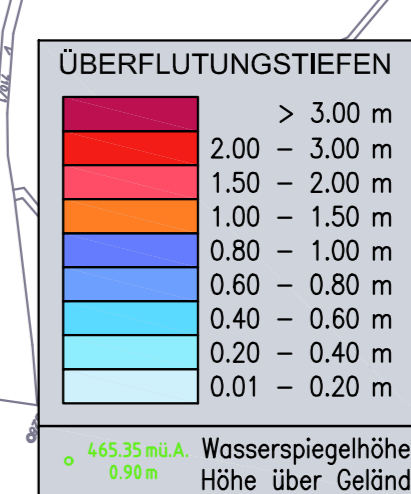 ÜBERFLUTUNGSTIEFEN
> 3.00 m
2.00 – 3.00 m
1.50 – 2.00 m
1.00 – 1.50 m
0.80 – 1.00 m
0.60 – 0.80 m
0.40 – 0.60 m
0.20 – 0.40 m
0.01 – 0.20 m
465.35 mü.A. Wasserspiegelhöhe
0.90 m Höhe über Geländ